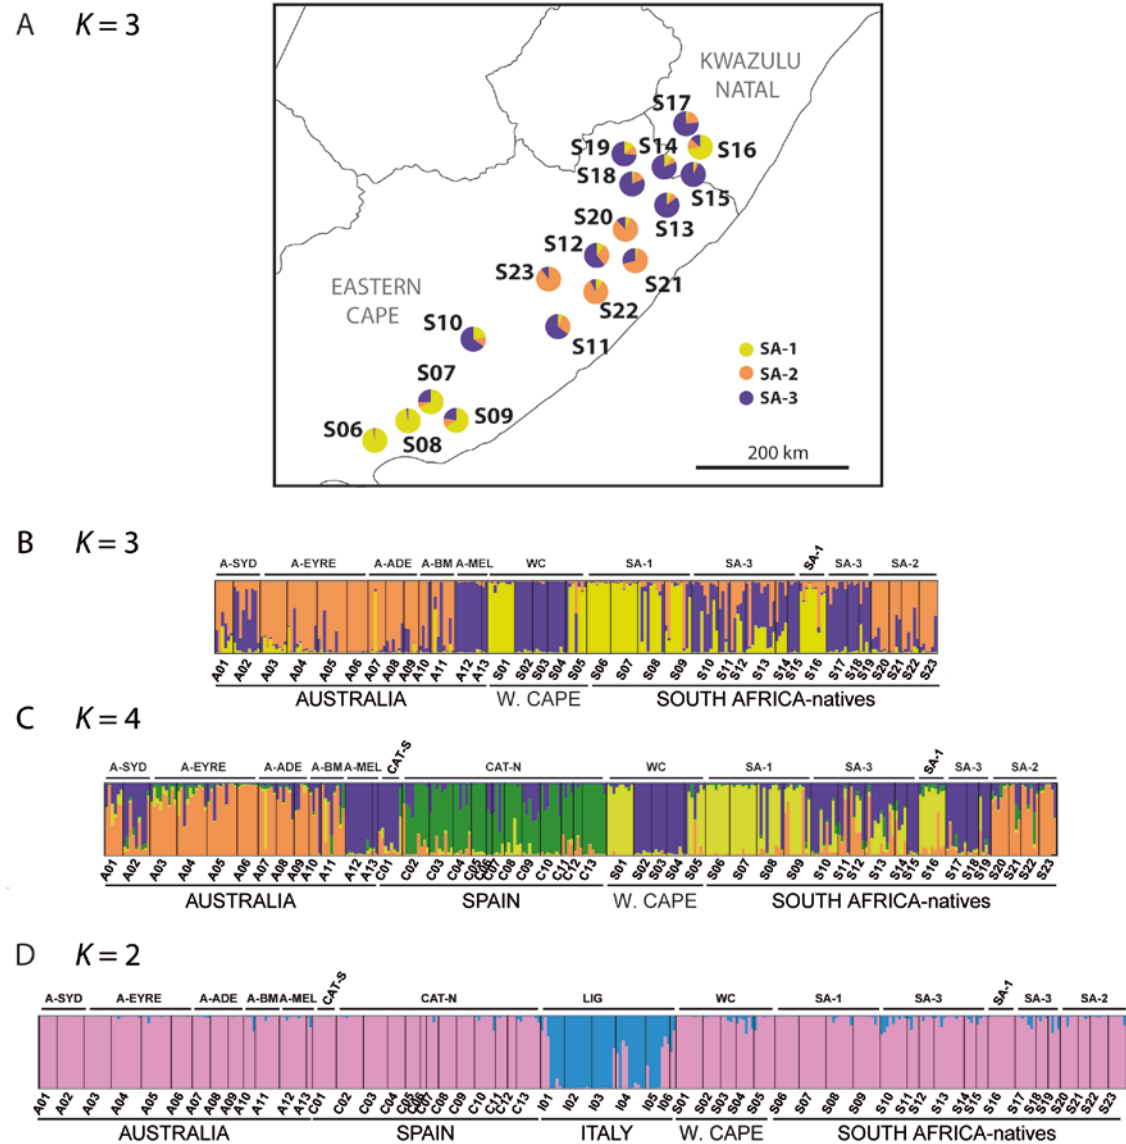 A K = 3
KWAZULU
NATAL
S17
S16
S19 S14
S18
S15
S13
S20
S12
S23
S21
S22
EASTERN
CAPE
S10
S11
SA-1
SA-2
SA-3
S07
S09
S06
S08
200 km
B K = 3
A-SYD A-EYRE A-ADE A-BM A-MEL WC SA-1 SA-3 SA-1 SA-3 SA-2
A01 A02 A03 A04 A05 A06 A07 A08 A09 A10 A11 A12 A13 S01 S02 S03 S04 S05 S06 S07 S08 S09 S10 S11 S12 S13 S14 S15 S16 S17 S18 S19 S20 S21 S22 S23
AUSTRALIA W. CAPE SOUTH AFRICA-natives
C K = 4
A-SYD A-EYRE A-ADE A-BM A-MEL CAT-S CAT-N WC SA-1 SA-3 SA-1 SA-3 SA-2
A01 A02 A03 A04 A05 A06 A07 A08 A09 A10 A11 A12 A13 C01 C02 C03 C04 C05 C06 C07 C08 C09 C10 C11 C12 C13 S01 S02 S03 S04 S05 S06 S07 S08 S09 S10 S11 S12 S13 S14 S15 S16 S17 S18 S19 S20 S21 S22 S23
AUSTRALIA SPAIN W. CAPE SOUTH AFRICA-natives
D K = 2
A-SYD A-EYRE A-ADE A-BM A-MEL CAT-S CAT-N LIG WC SA-1 SA-3 SA-1 SA-3 SA-2
A01 A02 A03 A04 A05 A06 A07 A08 A09 A10 A11 A12 A13 C01 C02 C03 C04 C05 C06 C07 C08 C09 C10 C11 C12 C13 I01 I02 I03 I04 I05 I06 S01 S02 S03 S04 S05 S06 S07 S08 S09 S10 S11 S12 S13 S14 S15 S16 S17 S18 S19 S20 S21 S22 S23
AUSTRALIA SPAIN ITALY W. CAPE SOUTH AFRICA-natives